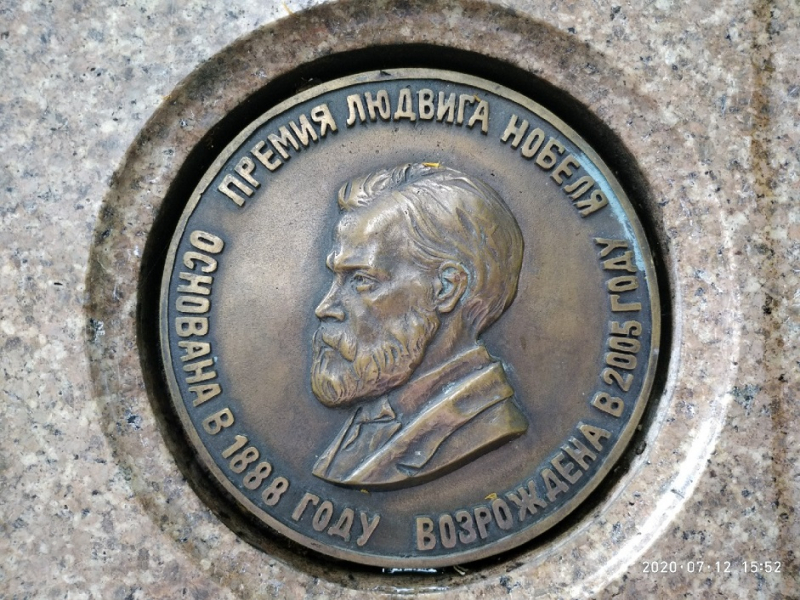 ПРЕМИЯ ЛЮДВИГА НОБЕЛЯ
ОСНОВАНА В 1888 ГОДУ
ВОЗРОЖДЕНА В 2005 ГОДУ
2020·07·12 15:52